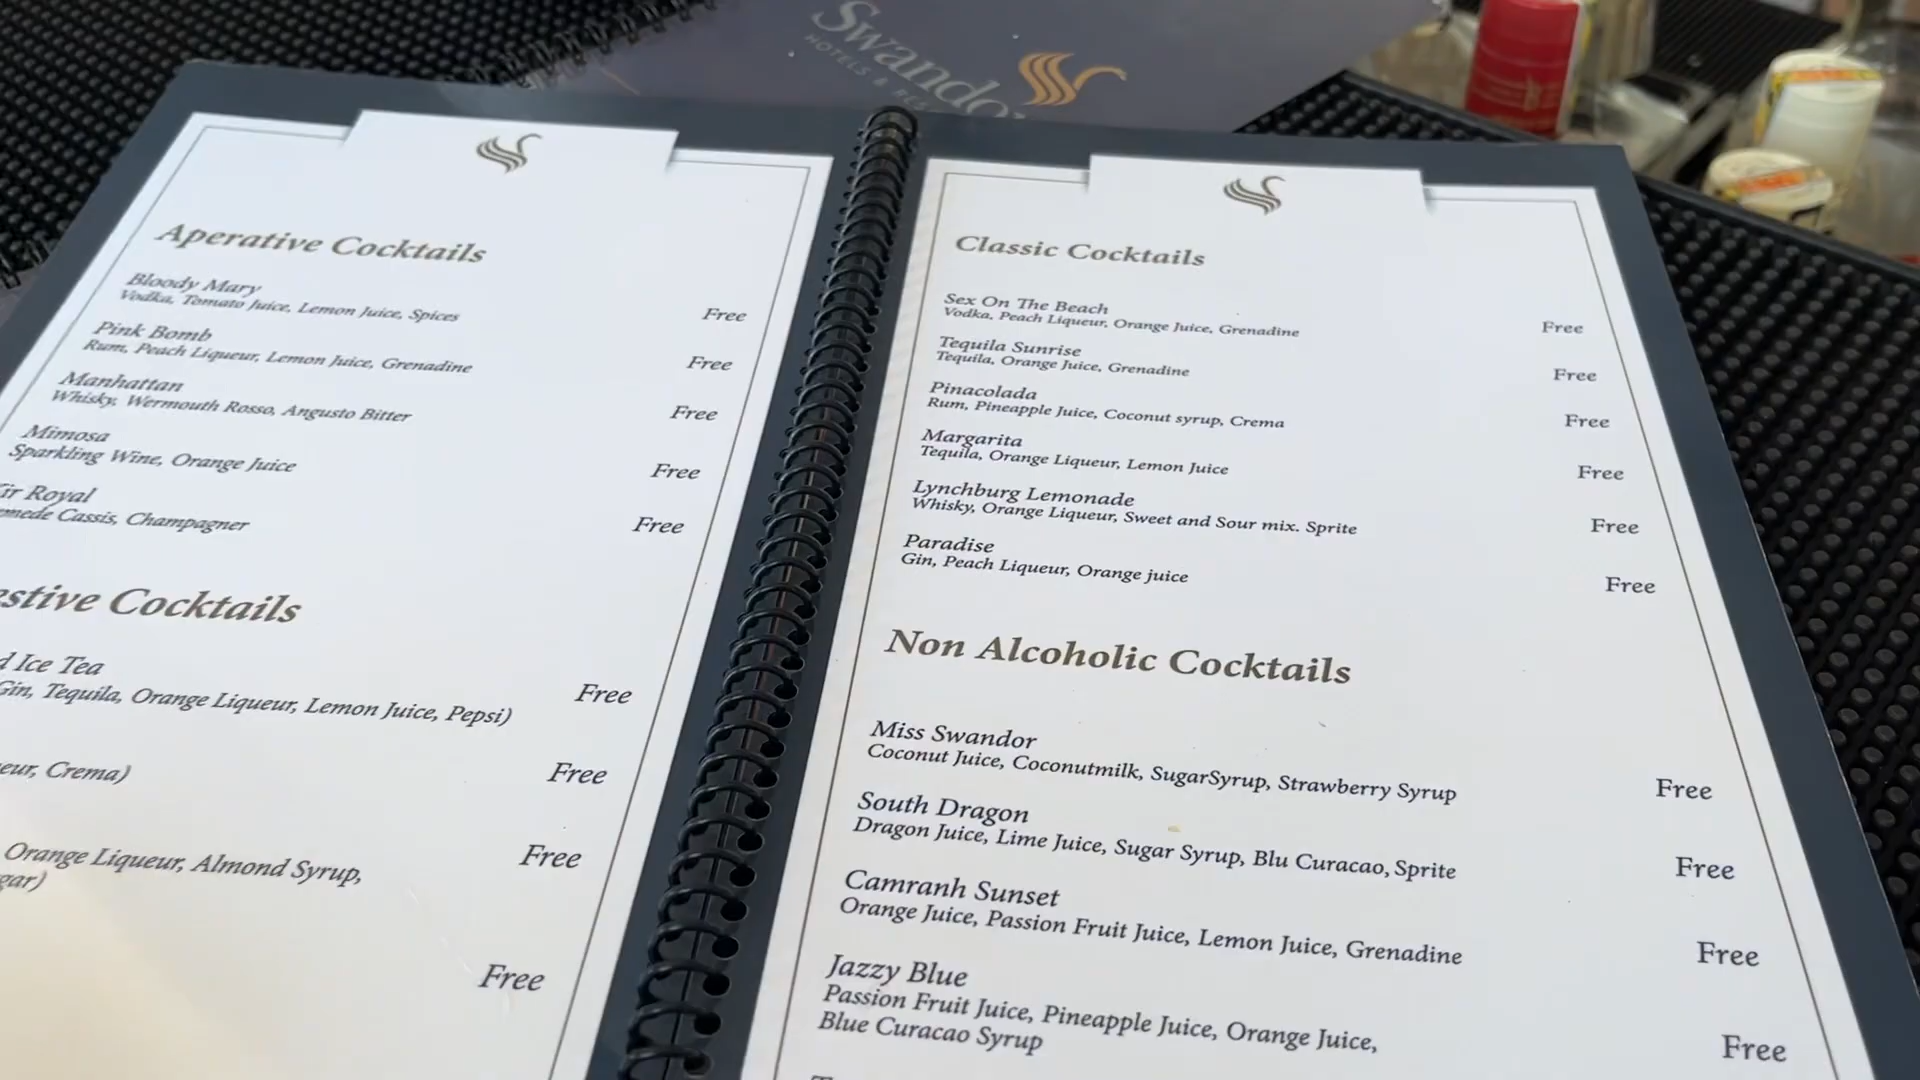 Swando
HOTELS & RES
Aperative Cocktails
Bloody Mary
Vodka, Tomato Juice, Lemon Juice, Spices
Free
Pink Bomb
Rum, Peach Liqueur, Lemon Juice, Grenadine
Free
Manhattan
Whisky, Wermouth Rosso, Angusto Bitter
Free
Mimosa
Sparkling Wine, Orange Juice
Free
ir Royal
mede Cassis, Champagner
Free
estive Cocktails
d Ice Tea
Gin, Tequila, Orange Liqueur, Lemon Juice, Pepsi)
Free
eur, Crema)
Free
Orange Liqueur, Almond Syrup,
gar)
Free
Free
Classic Cocktails
Sex On The Beach
Vodka, Peach Liqueur, Orange Juice, Grenadine
Free
Tequila Sunrise
Tequila, Orange Juice, Grenadine
Free
Pinacolada
Rum, Pineapple Juice, Coconut syrup, Crema
Free
Margarita
Tequila, Orange Liqueur, Lemon Juice
Free
Lynchburg Lemonade
Whisky, Orange Liqueur, Sweet and Sour mix. Sprite
Free
Paradise
Gin, Peach Liqueur, Orange juice
Free
Non Alcoholic Cocktails
Miss Swandor
Coconut Juice, Coconutmilk, SugarSyrup, Strawberry Syrup
Free
South Dragon
Dragon Juice, Lime Juice, Sugar Syrup, Blu Curacao, Sprite
Free
Camranh Sunset
Orange Juice, Passion Fruit Juice, Lemon Juice, Grenadine
Free
Jazzy Blue
Passion Fruit Juice, Pineapple Juice, Orange Juice,
Blue Curacao Syrup
Free